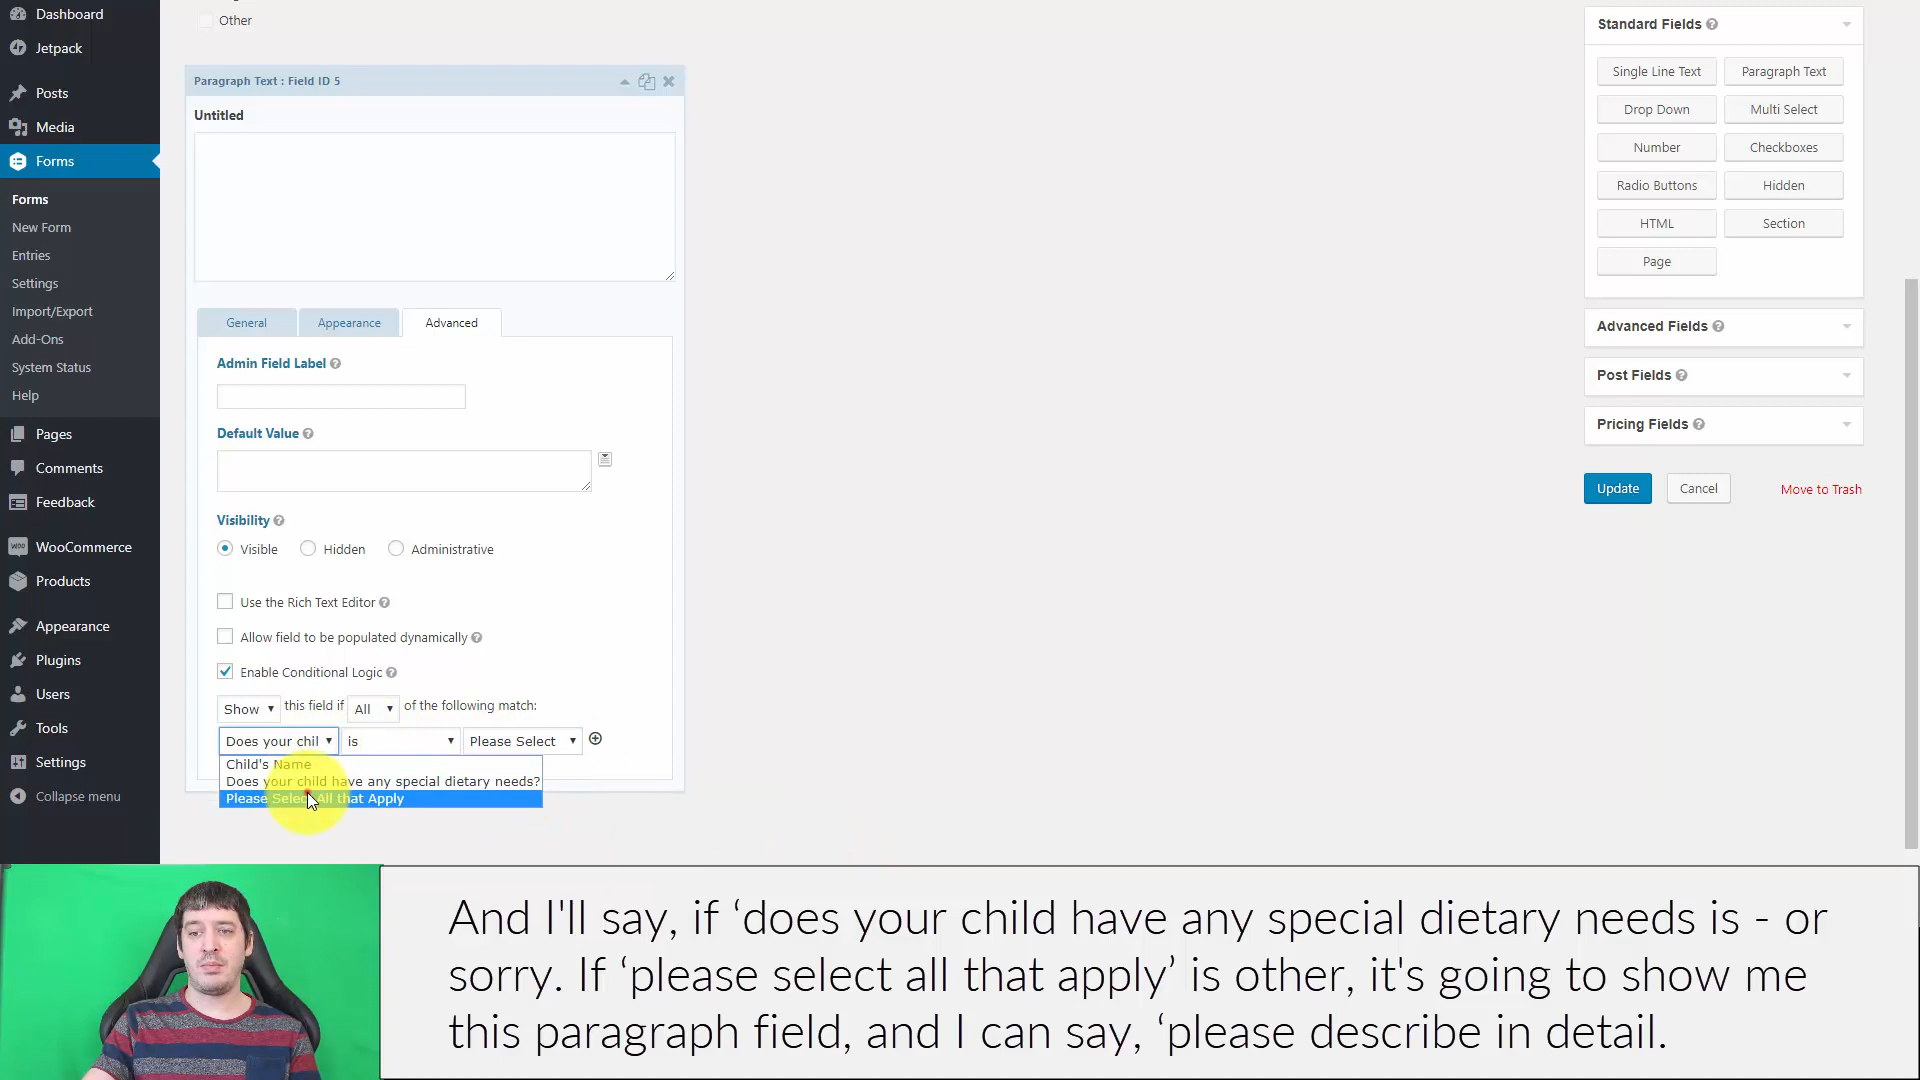 Dashboard
Jetpack
Posts
Media
Forms
Forms
New Form
Entries
Settings
Import/Export
Add-Ons
System Status
Help
Pages
Comments
Feedback
WooCommerce
Products
Appearance
Plugins
Users
Tools
Settings
Collapse menu
Other
Paragraph Text : Field ID 5
Untitled
General Appearance Advanced
Admin Field Label
Default Value
Visibility
Visible Hidden Administrative
Use the Rich Text Editor
Allow field to be populated dynamically
Enable Conditional Logic
Show this field if All of the following match:
Does your chil is Please Select
Child's Name
Does your child have any special dietary needs?
Please Select All that Apply
Standard Fields
Single Line Text Paragraph Text
Drop Down Multi Select
Number Checkboxes
Radio Buttons Hidden
HTML Section
Page
Advanced Fields
Post Fields
Pricing Fields
Update Cancel Move to Trash
And I'll say, if ‘does your child have any special dietary needs is - or
sorry. If ‘please select all that apply’ is other, it's going to show me
this paragraph field, and I can say, ‘please describe in detail.